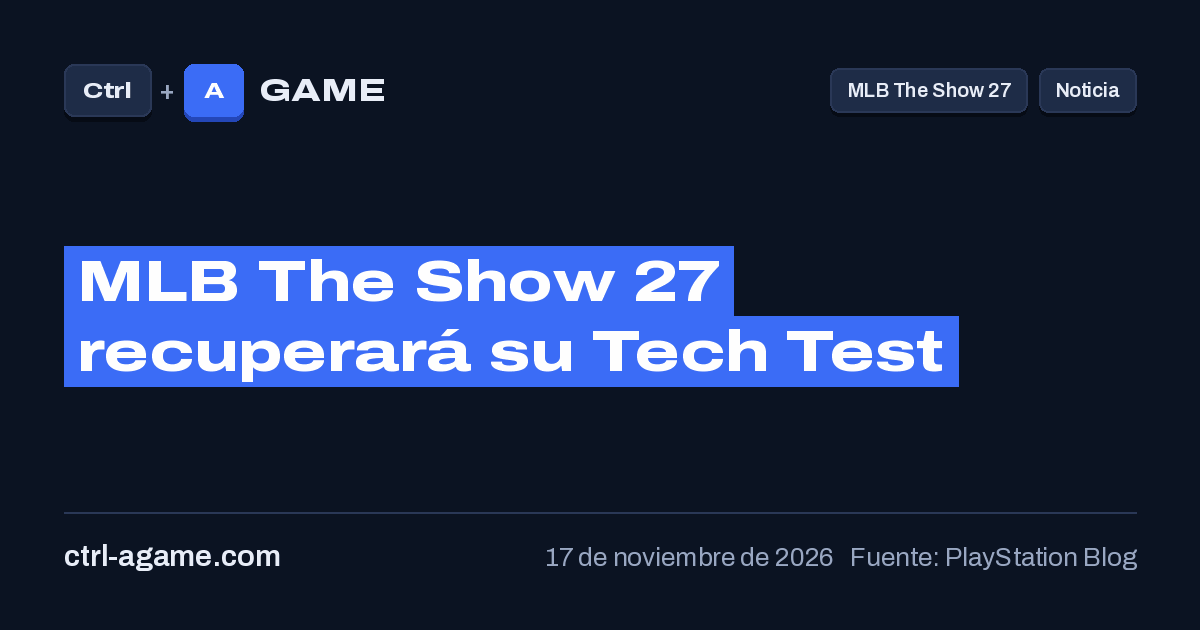 Ctrl + A GAME
MLB The Show 27 Noticia
MLB The Show 27
recuperará su Tech Test
ctrl-agame.com
17 de noviembre de 2026 Fuente: PlayStation Blog